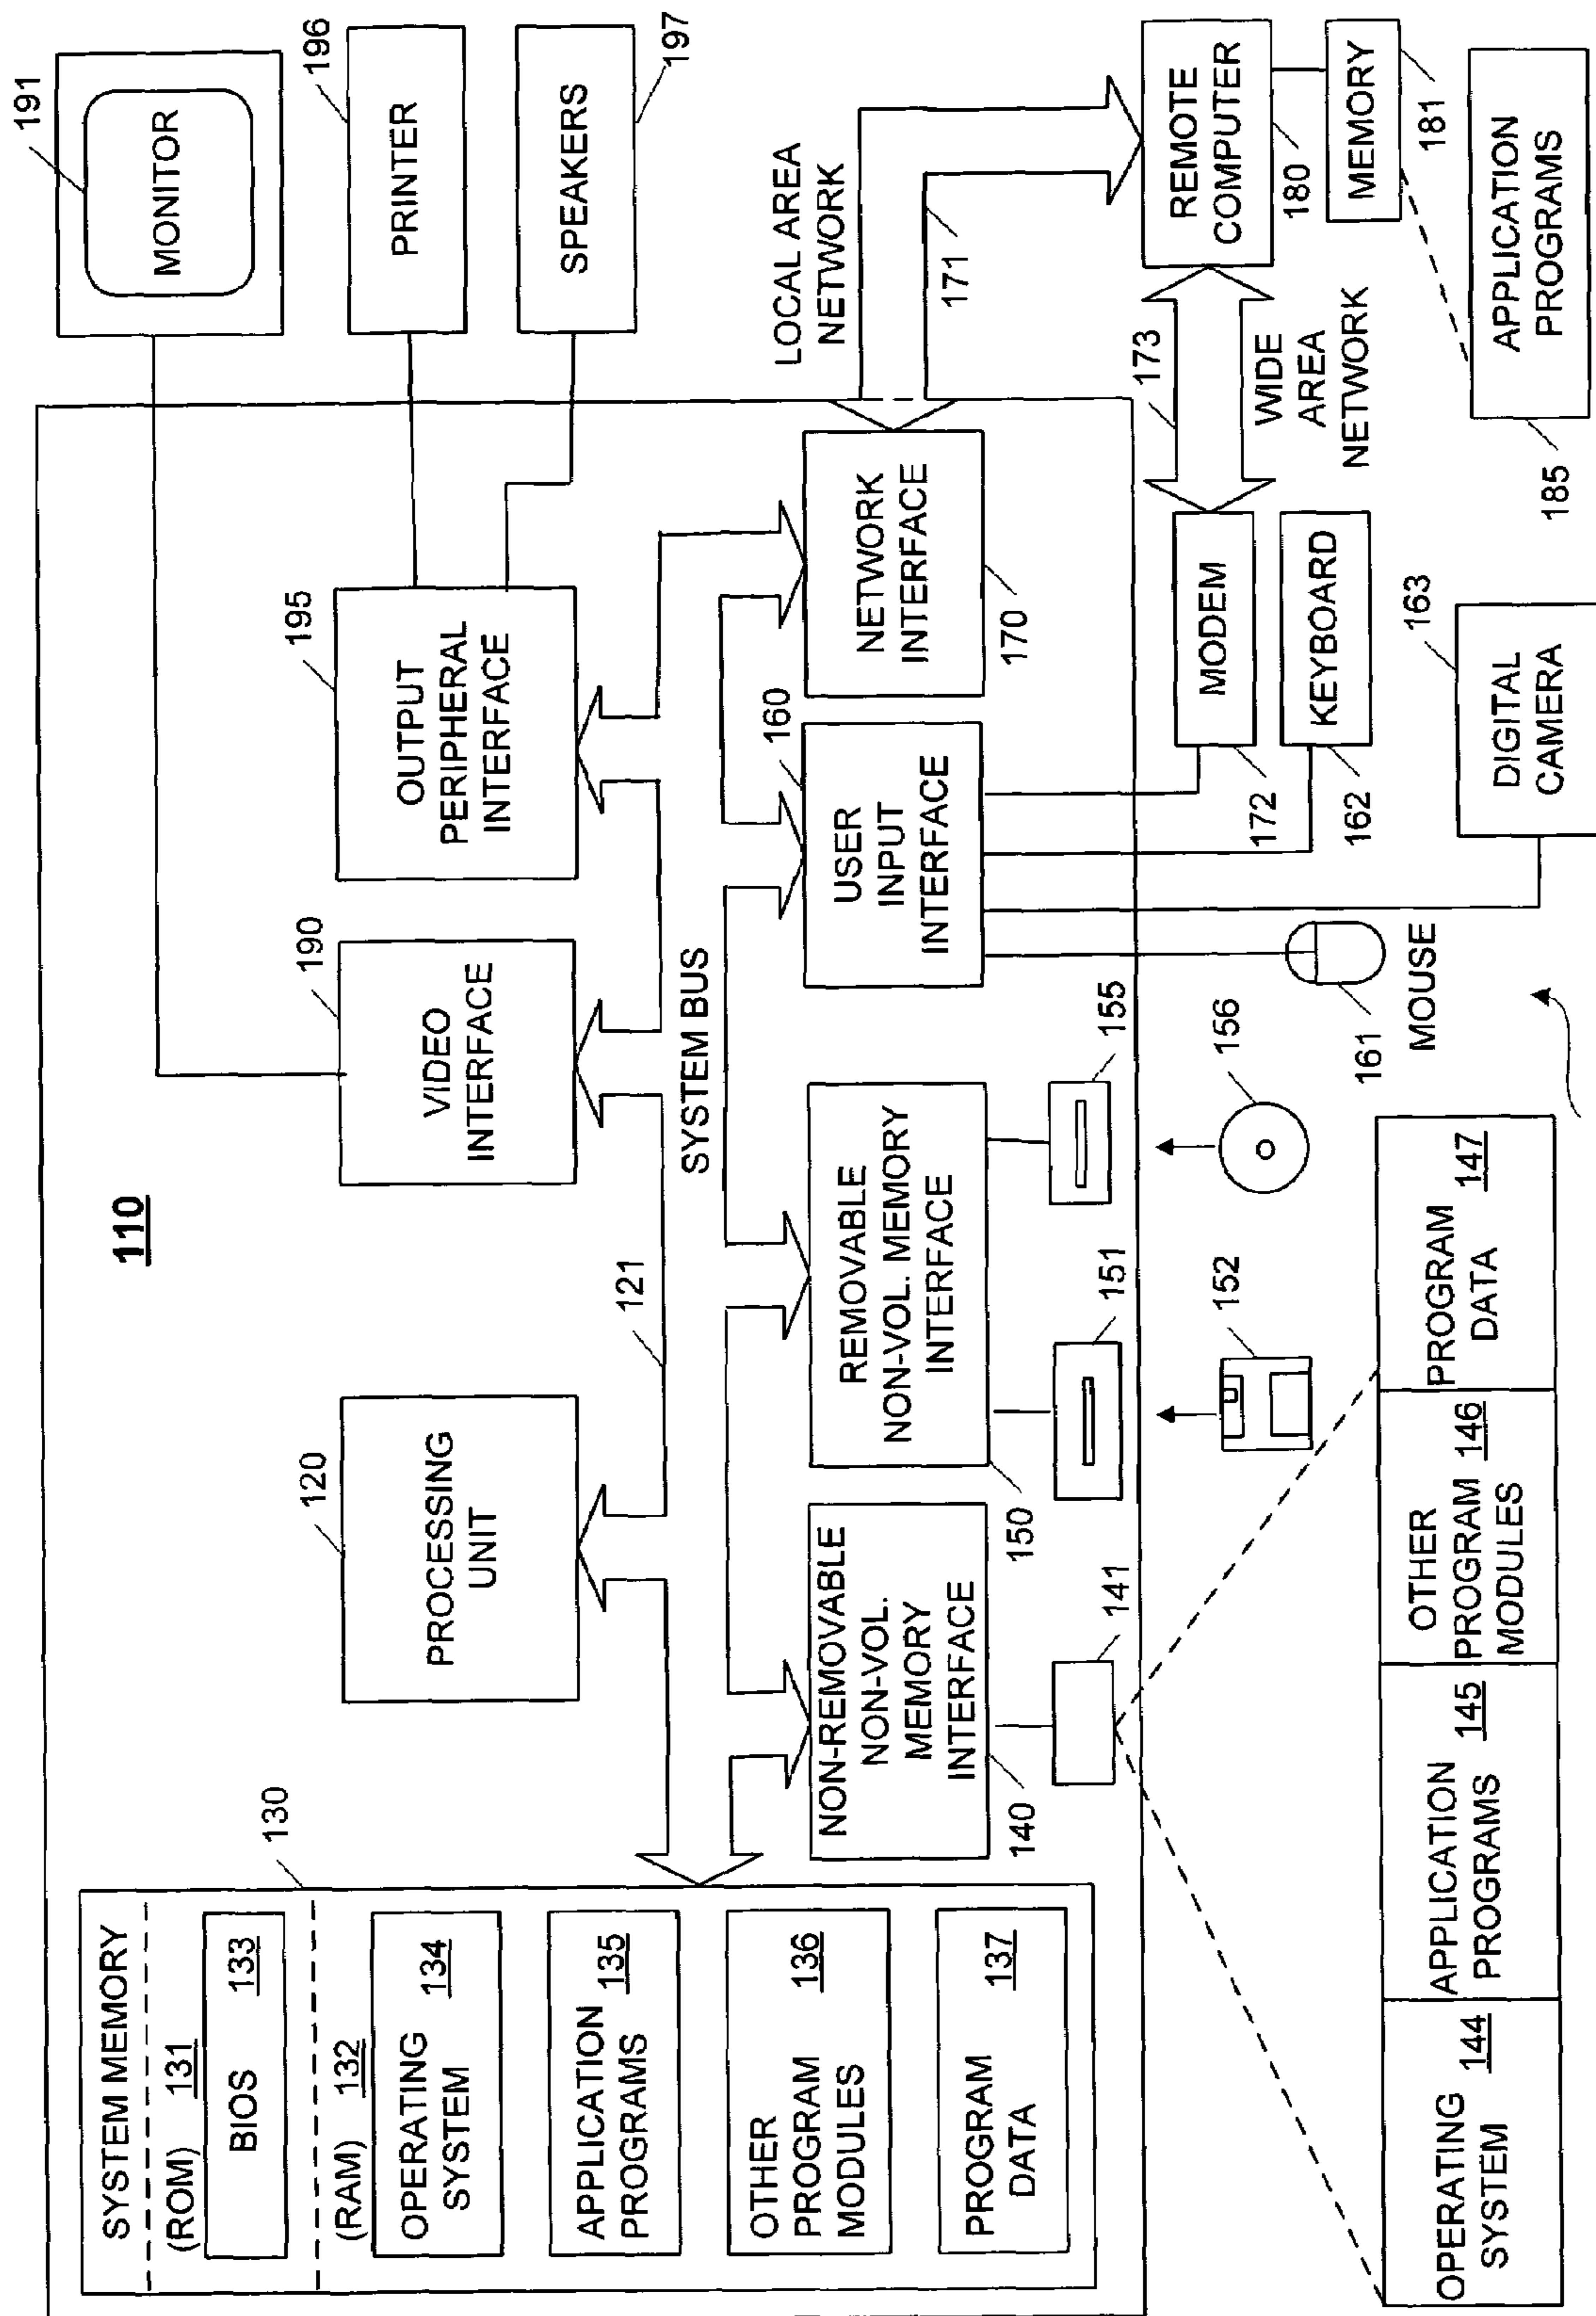 110
SYSTEM MEMORY
(ROM) 131
BIOS 133
(RAM) 132
OPERATING
SYSTEM 134
APPLICATION
PROGRAMS 135
OTHER
PROGRAM
MODULES 136
PROGRAM
DATA 137
130
120
PROCESSING
UNIT
190
VIDEO
INTERFACE
195
OUTPUT
PERIPHERAL
INTERFACE
191
MONITOR
196
PRINTER
SPEAKERS
197
121
SYSTEM BUS
NON-REMOVABLE
NON-VOL.
MEMORY
INTERFACE
140
141
REMOVABLE
NON-VOL. MEMORY
INTERFACE
150
151
155
152
156
160
USER
INPUT
INTERFACE
NETWORK
INTERFACE
170
LOCAL AREA
NETWORK
171
173
WIDE
AREA
NETWORK
REMOTE
COMPUTER
180
MEMORY
181
APPLICATION
PROGRAMS
185
MODEM
172
KEYBOARD
162
163
DIGITAL
CAMERA
161
MOUSE
OPERATING
SYSTEM 144
APPLICATION
PROGRAMS 145
OTHER
PROGRAM 146
MODULES
PROGRAM
DATA 147